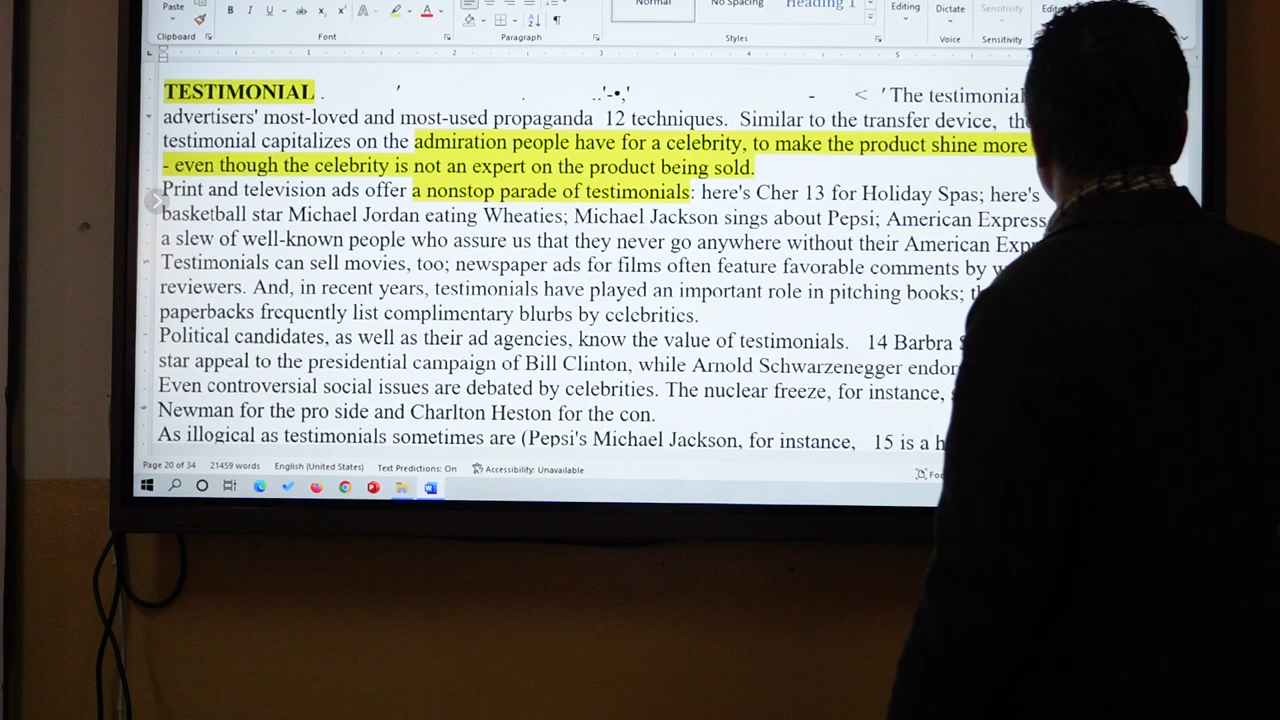 Paste
Normal
No Spacing
Heading 1
Editing
Dictate
Sensitivity
Clipboard
Font
Paragraph
Styles
Voice
Sensitivity
1 2 3 4 5
TESTIMONAL . ' . ..'-•,' - < ' The testimonial
advertisers' most-loved and most-used propaganda 12 techniques. Similar to the transfer device, the
testimonial capitalizes on the admiration people have for a celebrity, to make the product shine more
- even though the celebrity is not an expert on the product being sold.
Print and television ads offer a nonstop parade of testimonials: here's Cher 13 for Holiday Spas; here's
basketball star Michael Jordan eating Wheaties; Michael Jackson sings about Pepsi; American Express
a slew of well-known people who assure us that they never go anywhere without their American
Testimonials can sell movies, too; newspaper ads for films often feature favorable comments by
reviewers. And, in recent years, testimonials have played an important role in pitching books;
paperbacks frequently list complimentary blurbs by celebrities.
Political candidates, as well as their ad agencies, know the value of testimonials. 14 Barbra
star appeal to the presidential campaign of Bill Clinton, while Arnold Schwarzenegger
Even controversial social issues are debated by celebrities. The nuclear freeze, for instance,
Newman for the pro side and Charlton Heston for the con.
As illogical as testimonials sometimes are (Pepsi's Michael Jackson, for instance, 15 is a
Page 20 of 34 21459 words English (United States) Text Predictions: On Accessibility: Unavailable